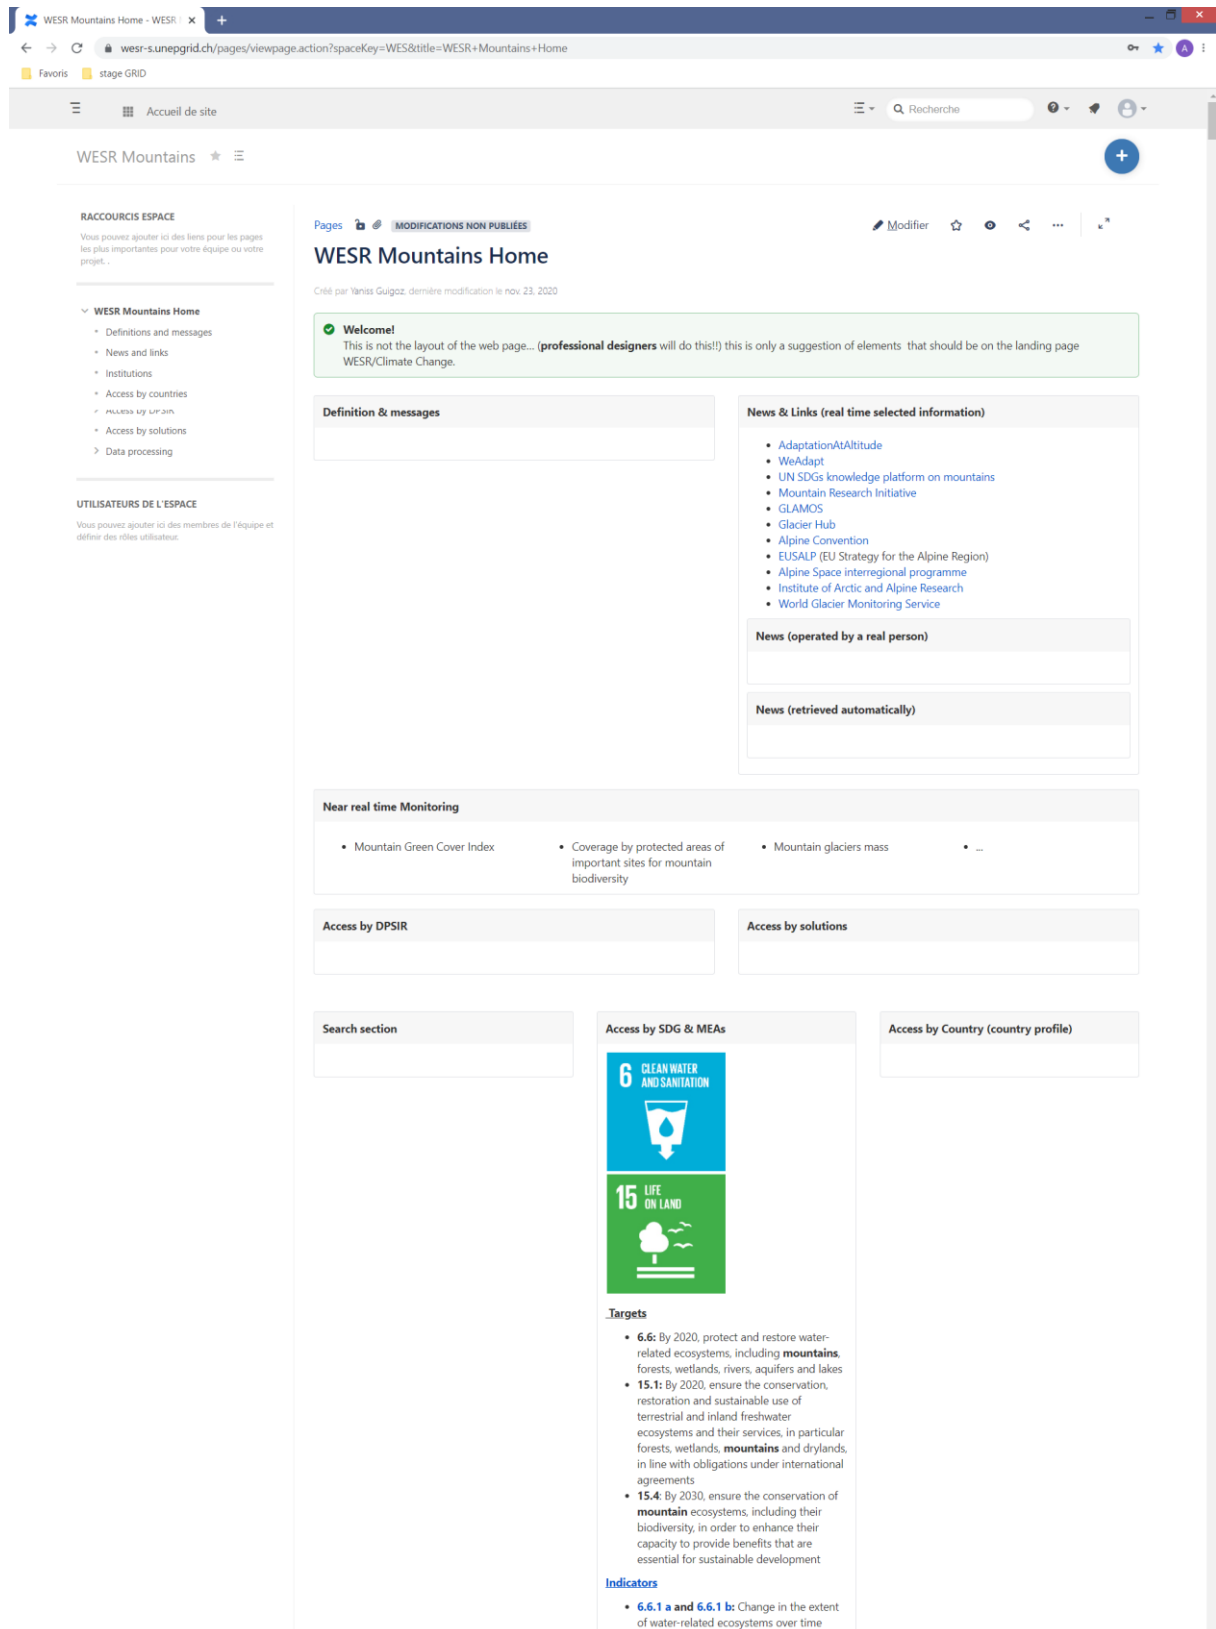 WESR Mountains Home - WESR
wesr-s.unepgrid.ch/pages/viewpage.action?spaceKey=WES&title=WESR+Mountains+Home
A
Favoris
stage GRID
Accueil de site
Recherche
WESR Mountains
RACCOURCIS ESPACE
Vous pouvez ajouter ici des liens pour les pages
les plus importantes pour votre équipe ou votre
projet. .
WESR Mountains Home
Definitions and messages
News and links
Institutions
Access by countries
Access by DPSIR
Access by solutions
Data processing
UTILISATEURS DE L'ESPACE
Vous pouvez ajouter ici des membres de l'équipe et
définir des rôles utilisateur.
Pages MODIFICATIONS NON PUBLIÉES
Modifier
WESR Mountains Home
Créé par Yaniss Guigoz, dernière modification le nov. 23, 2020
Welcome!
This is not the layout of the web page... (professional designers will do this!!) this is only a suggestion of elements that should be on the landing page
WESR/Climate Change.
Definition & messages
News & Links (real time selected information)
• AdaptationAtAltitude
• WeAdapt
• UN SDGs knowledge platform on mountains
• Mountain Research Initiative
• GLAMOS
• Glacier Hub
• Alpine Convention
• EUSALP (EU Strategy for the Alpine Region)
• Alpine Space interregional programme
• Institute of Arctic and Alpine Research
• World Glacier Monitoring Service
News (operated by a real person)
News (retrieved automatically)
Near real time Monitoring
• Mountain Green Cover Index
• Coverage by protected areas of
important sites for mountain
biodiversity
• Mountain glaciers mass
• ...
Access by DPSIR
Access by solutions
Search section
Access by SDG & MEAs
Access by Country (country profile)
6 CLEAN WATER
AND SANITATION
15 LIFE
ON LAND
Targets
• 6.6: By 2020, protect and restore water-
related ecosystems, including mountains,
forests, wetlands, rivers, aquifers and lakes
• 15.1: By 2020, ensure the conservation,
restoration and sustainable use of
terrestrial and inland freshwater
ecosystems and their services, in particular
forests, wetlands, mountains and drylands,
in line with obligations under international
agreements
• 15.4: By 2030, ensure the conservation of
mountain ecosystems, including their
biodiversity, in order to enhance their
capacity to provide benefits that are
essential for sustainable development
Indicators
• 6.6.1 a and 6.6.1 b: Change in the extent
of water-related ecosystems over time